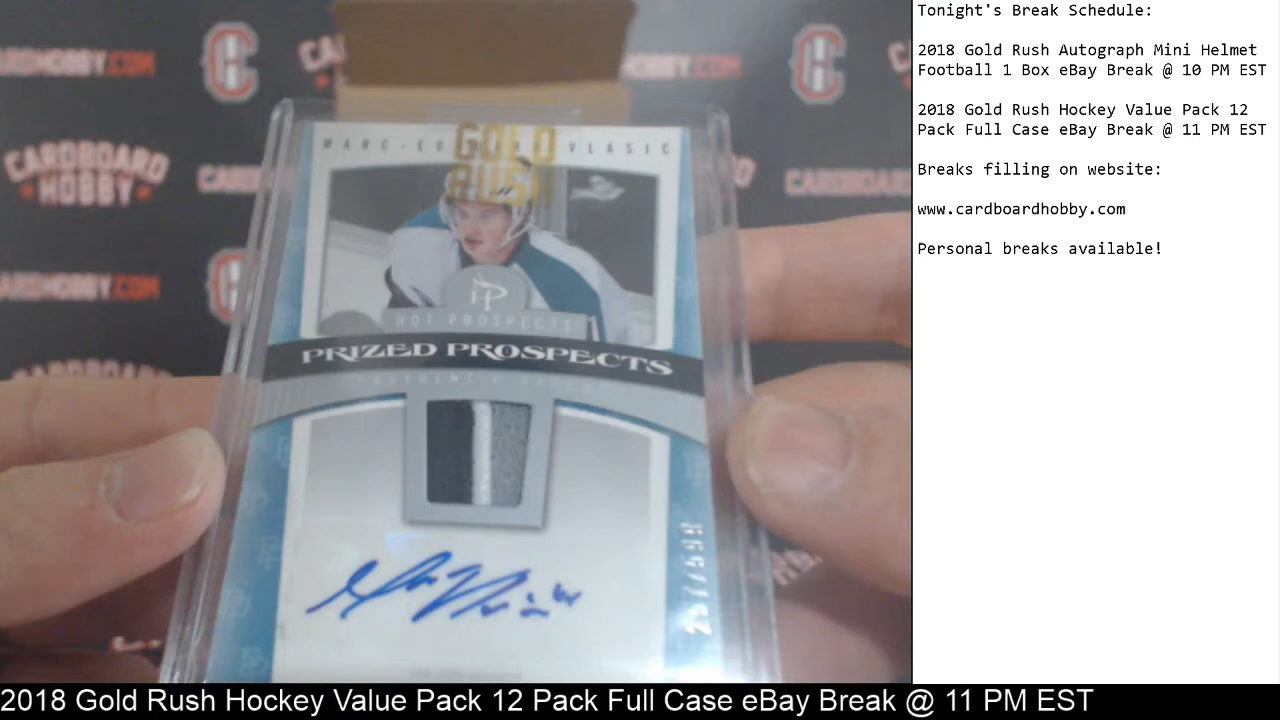 Tonight's Break Schedule:
2018 Gold Rush Autograph Mini Helmet
Football 1 Box eBay Break @ 10 PM EST
2018 Gold Rush Hockey Value Pack 12
Pack Full Case eBay Break @ 11 PM EST
Breaks filling on website:
www.cardboardhobby.com
Personal breaks available!
CARDBOARD
HOBBY
GOLD
RUSH
VLASIC
HOT PROSPECTS
PRIZED PROSPECTS
2018 Gold Rush Hockey Value Pack 12 Pack Full Case eBay Break @ 11 PM EST